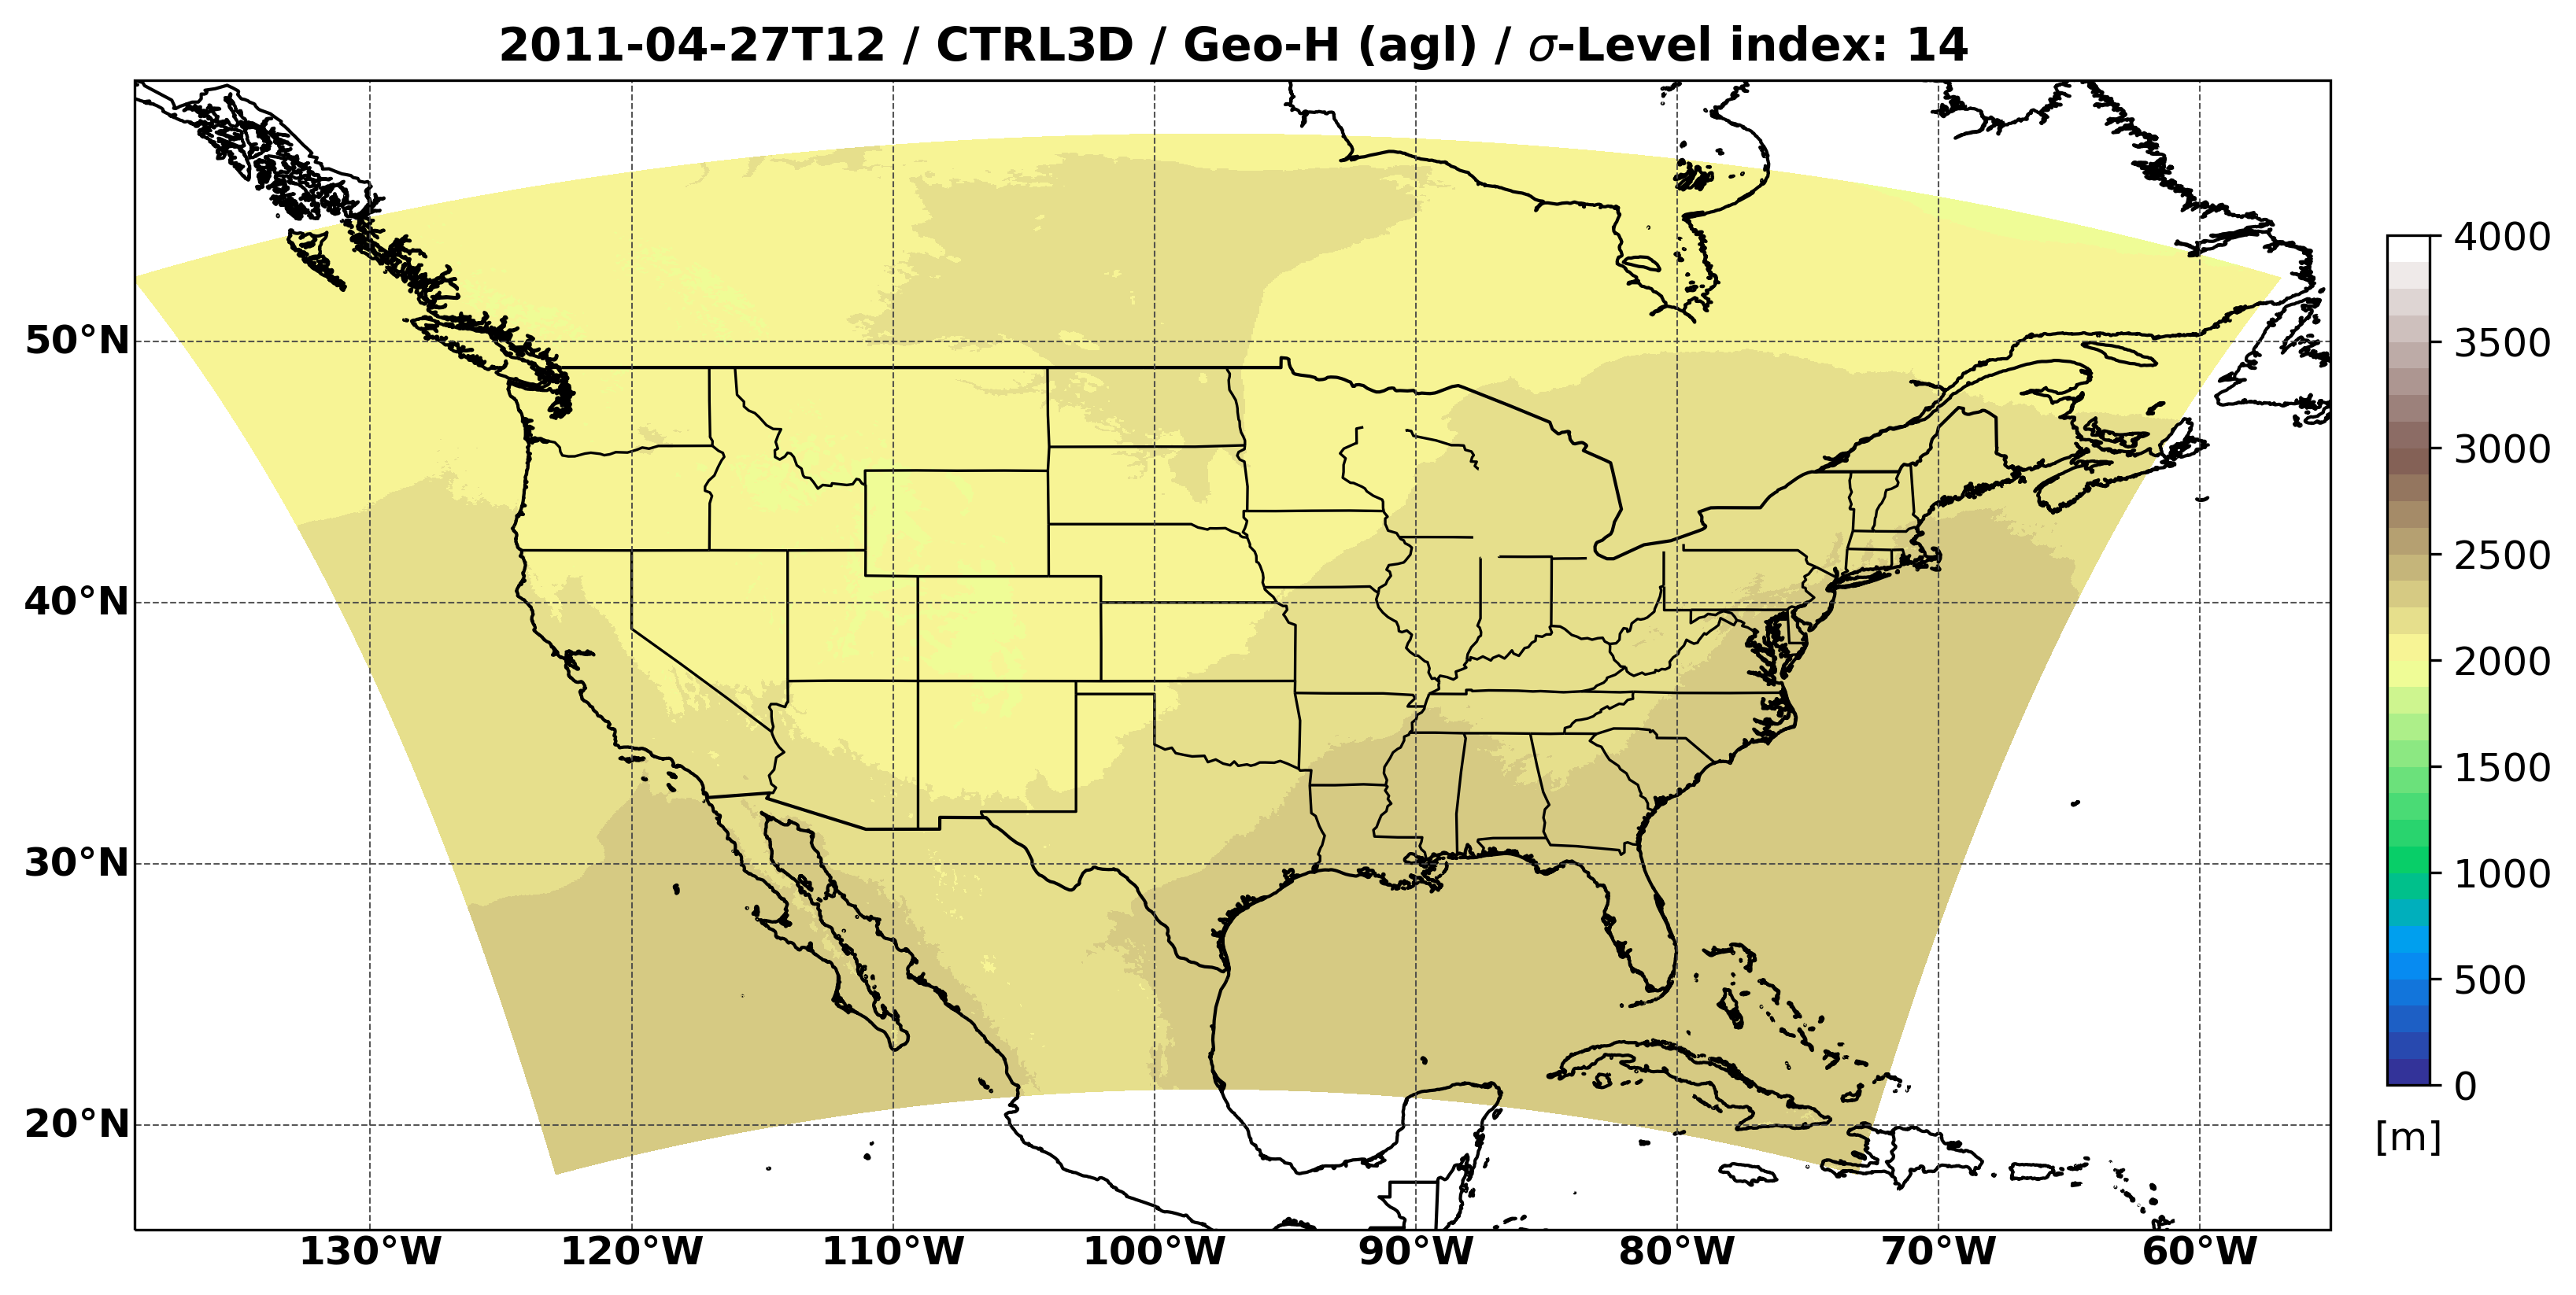 2011-04-27T12 / CTRL3D / Geo-H (agl) / σ-Level index: 14
50°N
40°N
30°N
20°N
130°W 120°W 110°W 100°W 90°W 80°W 70°W 60°W
4000
3500
3000
2500
2000
1500
1000
500
0
[m]